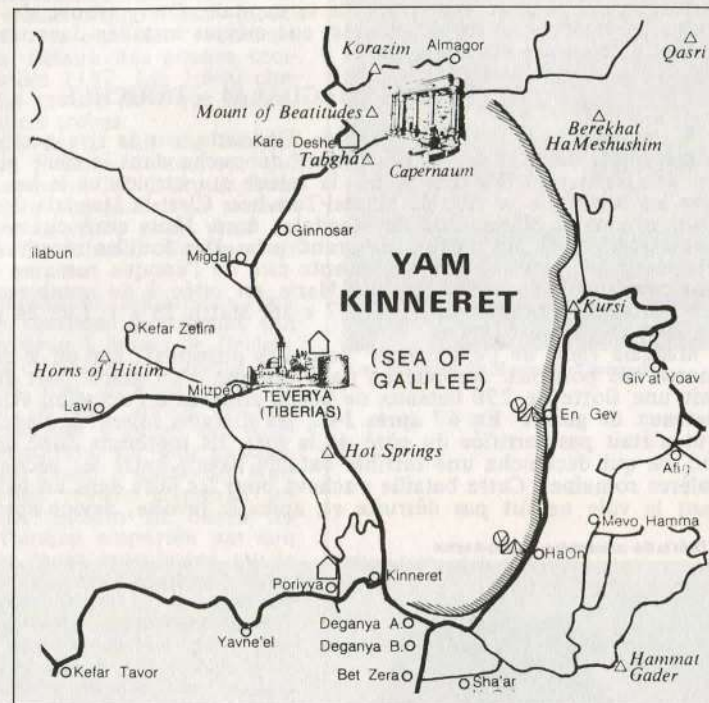 Korazim
Almagor
Qasri
Mount of Beatitudes
Berekhat
HaMeshushim
Kare Deshe
Tabgha
Capernaum
Ginnosar
ilabun
Migdal
YAM
KINNERET
Kursi
Kefar Zetim
(SEA OF
GALILEE)
Horns of Hittim
Giv'at Yoav
Mitzpe
Lavi
TEVERYA
(TIBERIAS)
En Gev
Hot Springs
Afiq
Mevo Hamma
HaOn
Kinneret
Poriyya
Deganya A.
Yavne'el
Deganya B.
Hammat
Gader
Kefar Tavor
Bet Zera
Sha'ar